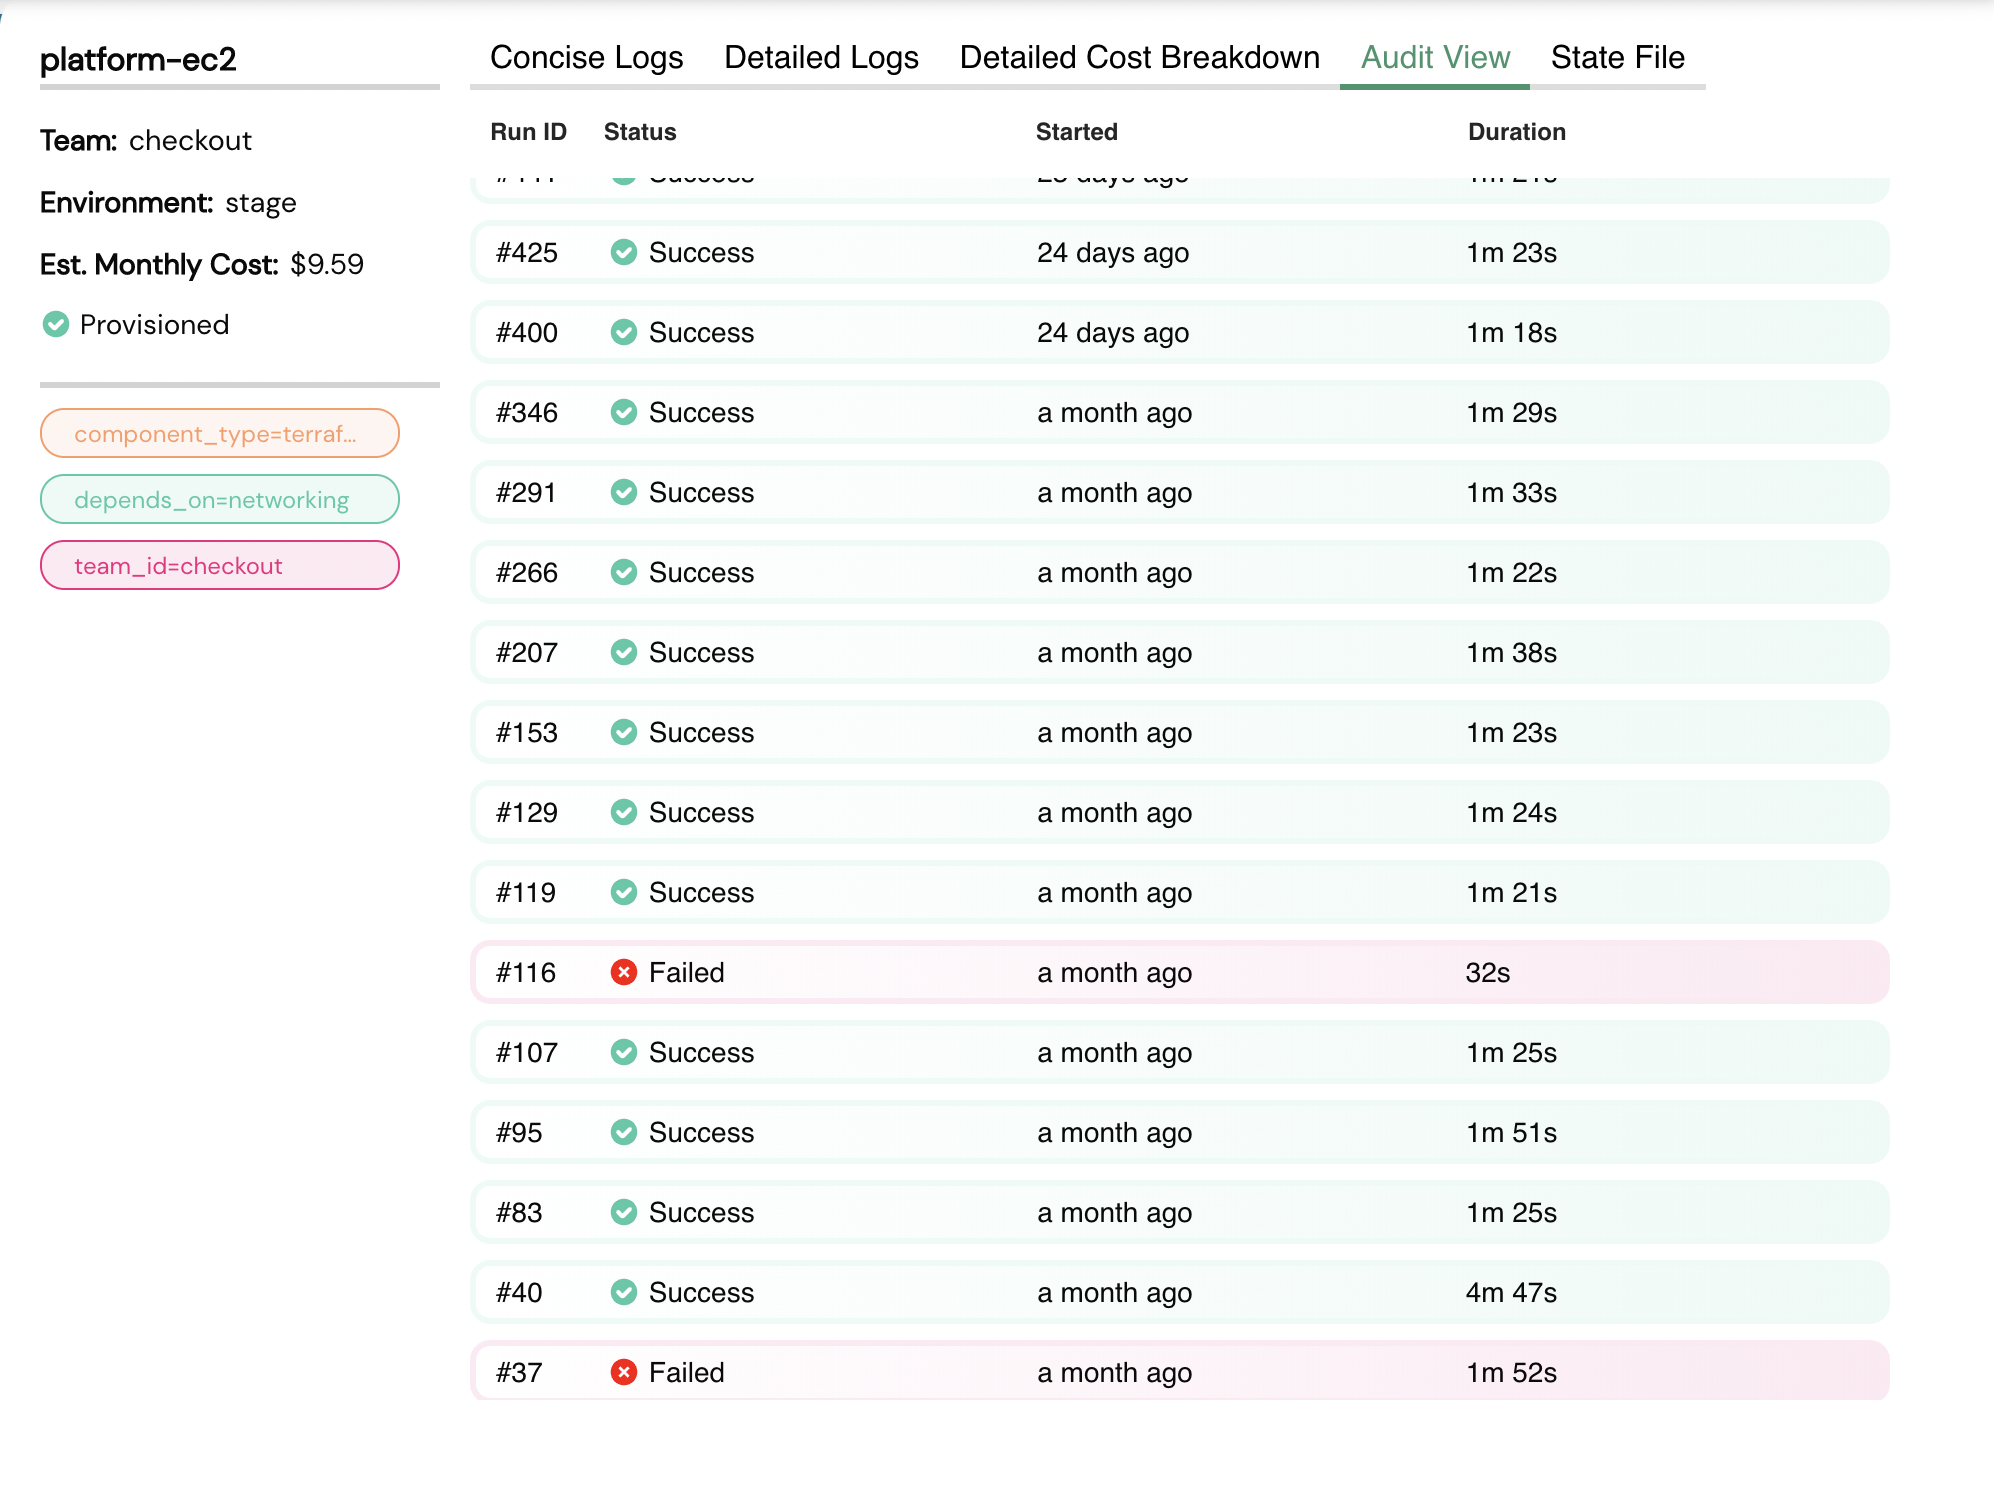 platform-ec2
Team: checkout
Environment: stage
Est. Monthly Cost: $9.59
Provisioned
component_type=terraf...
depends_on=networking
team_id=checkout
Concise Logs Detailed Logs Detailed Cost Breakdown Audit View State File
Run ID Status Started Duration
Success days ago
#425 Success 24 days ago 1m 23s
#400 Success 24 days ago 1m 18s
#346 Success a month ago 1m 29s
#291 Success a month ago 1m 33s
#266 Success a month ago 1m 22s
#207 Success a month ago 1m 38s
#153 Success a month ago 1m 23s
#129 Success a month ago 1m 24s
#119 Success a month ago 1m 21s
#116 Failed a month ago 32s
#107 Success a month ago 1m 25s
#95 Success a month ago 1m 51s
#83 Success a month ago 1m 25s
#40 Success a month ago 4m 47s
#37 Failed a month ago 1m 52s